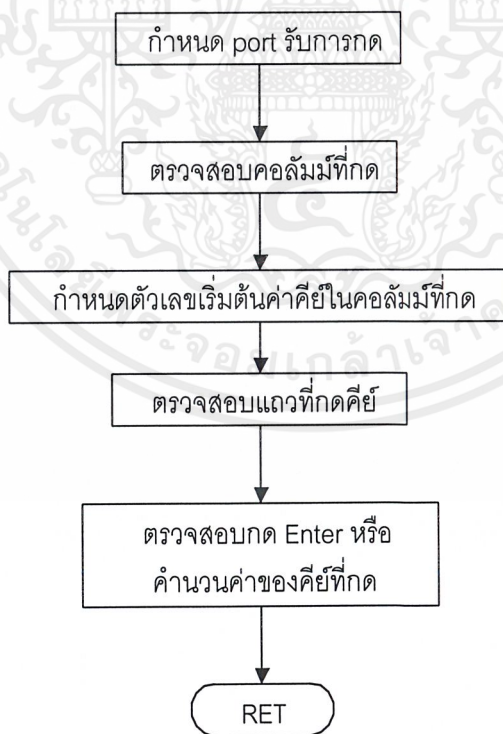 กำหนด port รับการกด
ตรวจสอบคอลัมม์ที่กด
กำหนดตัวเลขเริ่มต้นค่าคีย์ในคอลัมม์ที่กด
ตรวจสอบแถวที่กดคีย์
ตรวจสอบกด Enter หรือ
คำนวนค่าของคีย์ที่กด
RET